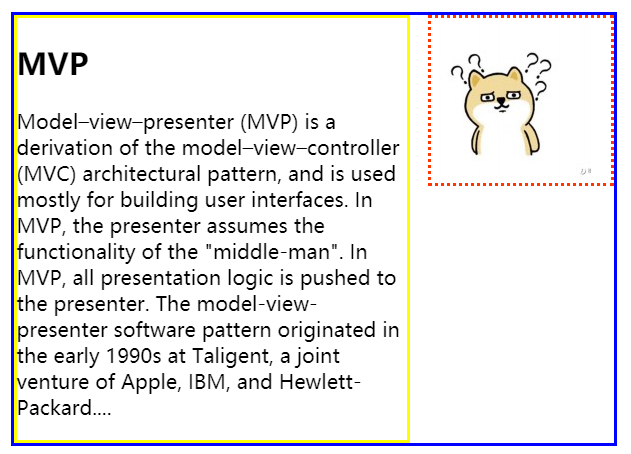 MVP
Model–view–presenter (MVP) is a
derivation of the model–view–controller
(MVC) architectural pattern, and is used
mostly for building user interfaces. In
MVP, the presenter assumes the
functionality of the "middle-man". In
MVP, all presentation logic is pushed to
the presenter. The model-view-
presenter software pattern originated in
the early 1990s at Taligent, a joint
venture of Apple, IBM, and Hewlett-
Packard....
? ? ? ? ?